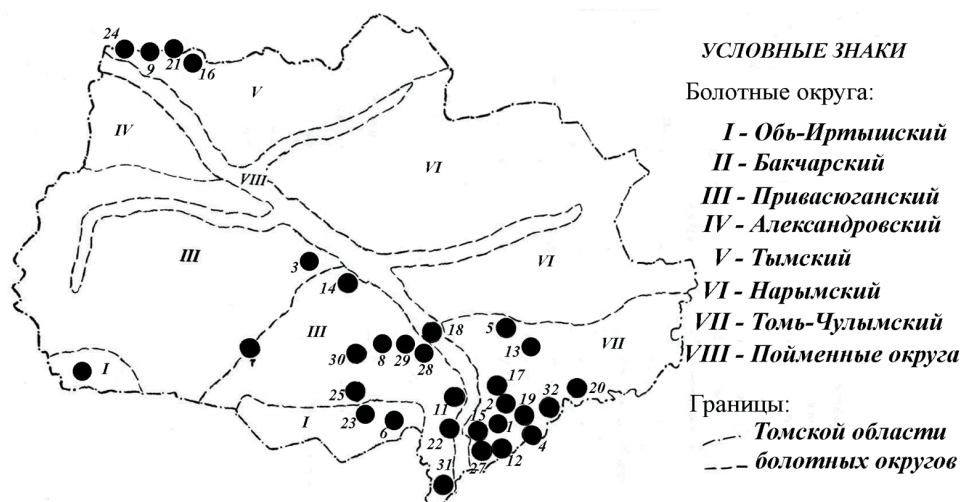 24
9
21
16
V
IV
VIII
VI
III
3
VI
14
III
18
5
VII
13
30
8
29
28
I
17
20
32
25
11
2
19
23
I
6
15
1
22
4
27
12
31
УСЛОВНЫЕ ЗНАКИ
Болотные округа:
I - Обь-Иртышский
II - Бакчарский
III - Привасюганский
IV - Александровский
V - Тымский
VI - Нарымский
VII - Томь-Чулымский
VIII - Пойменные округа
Границы:
Томской области
болотных округов